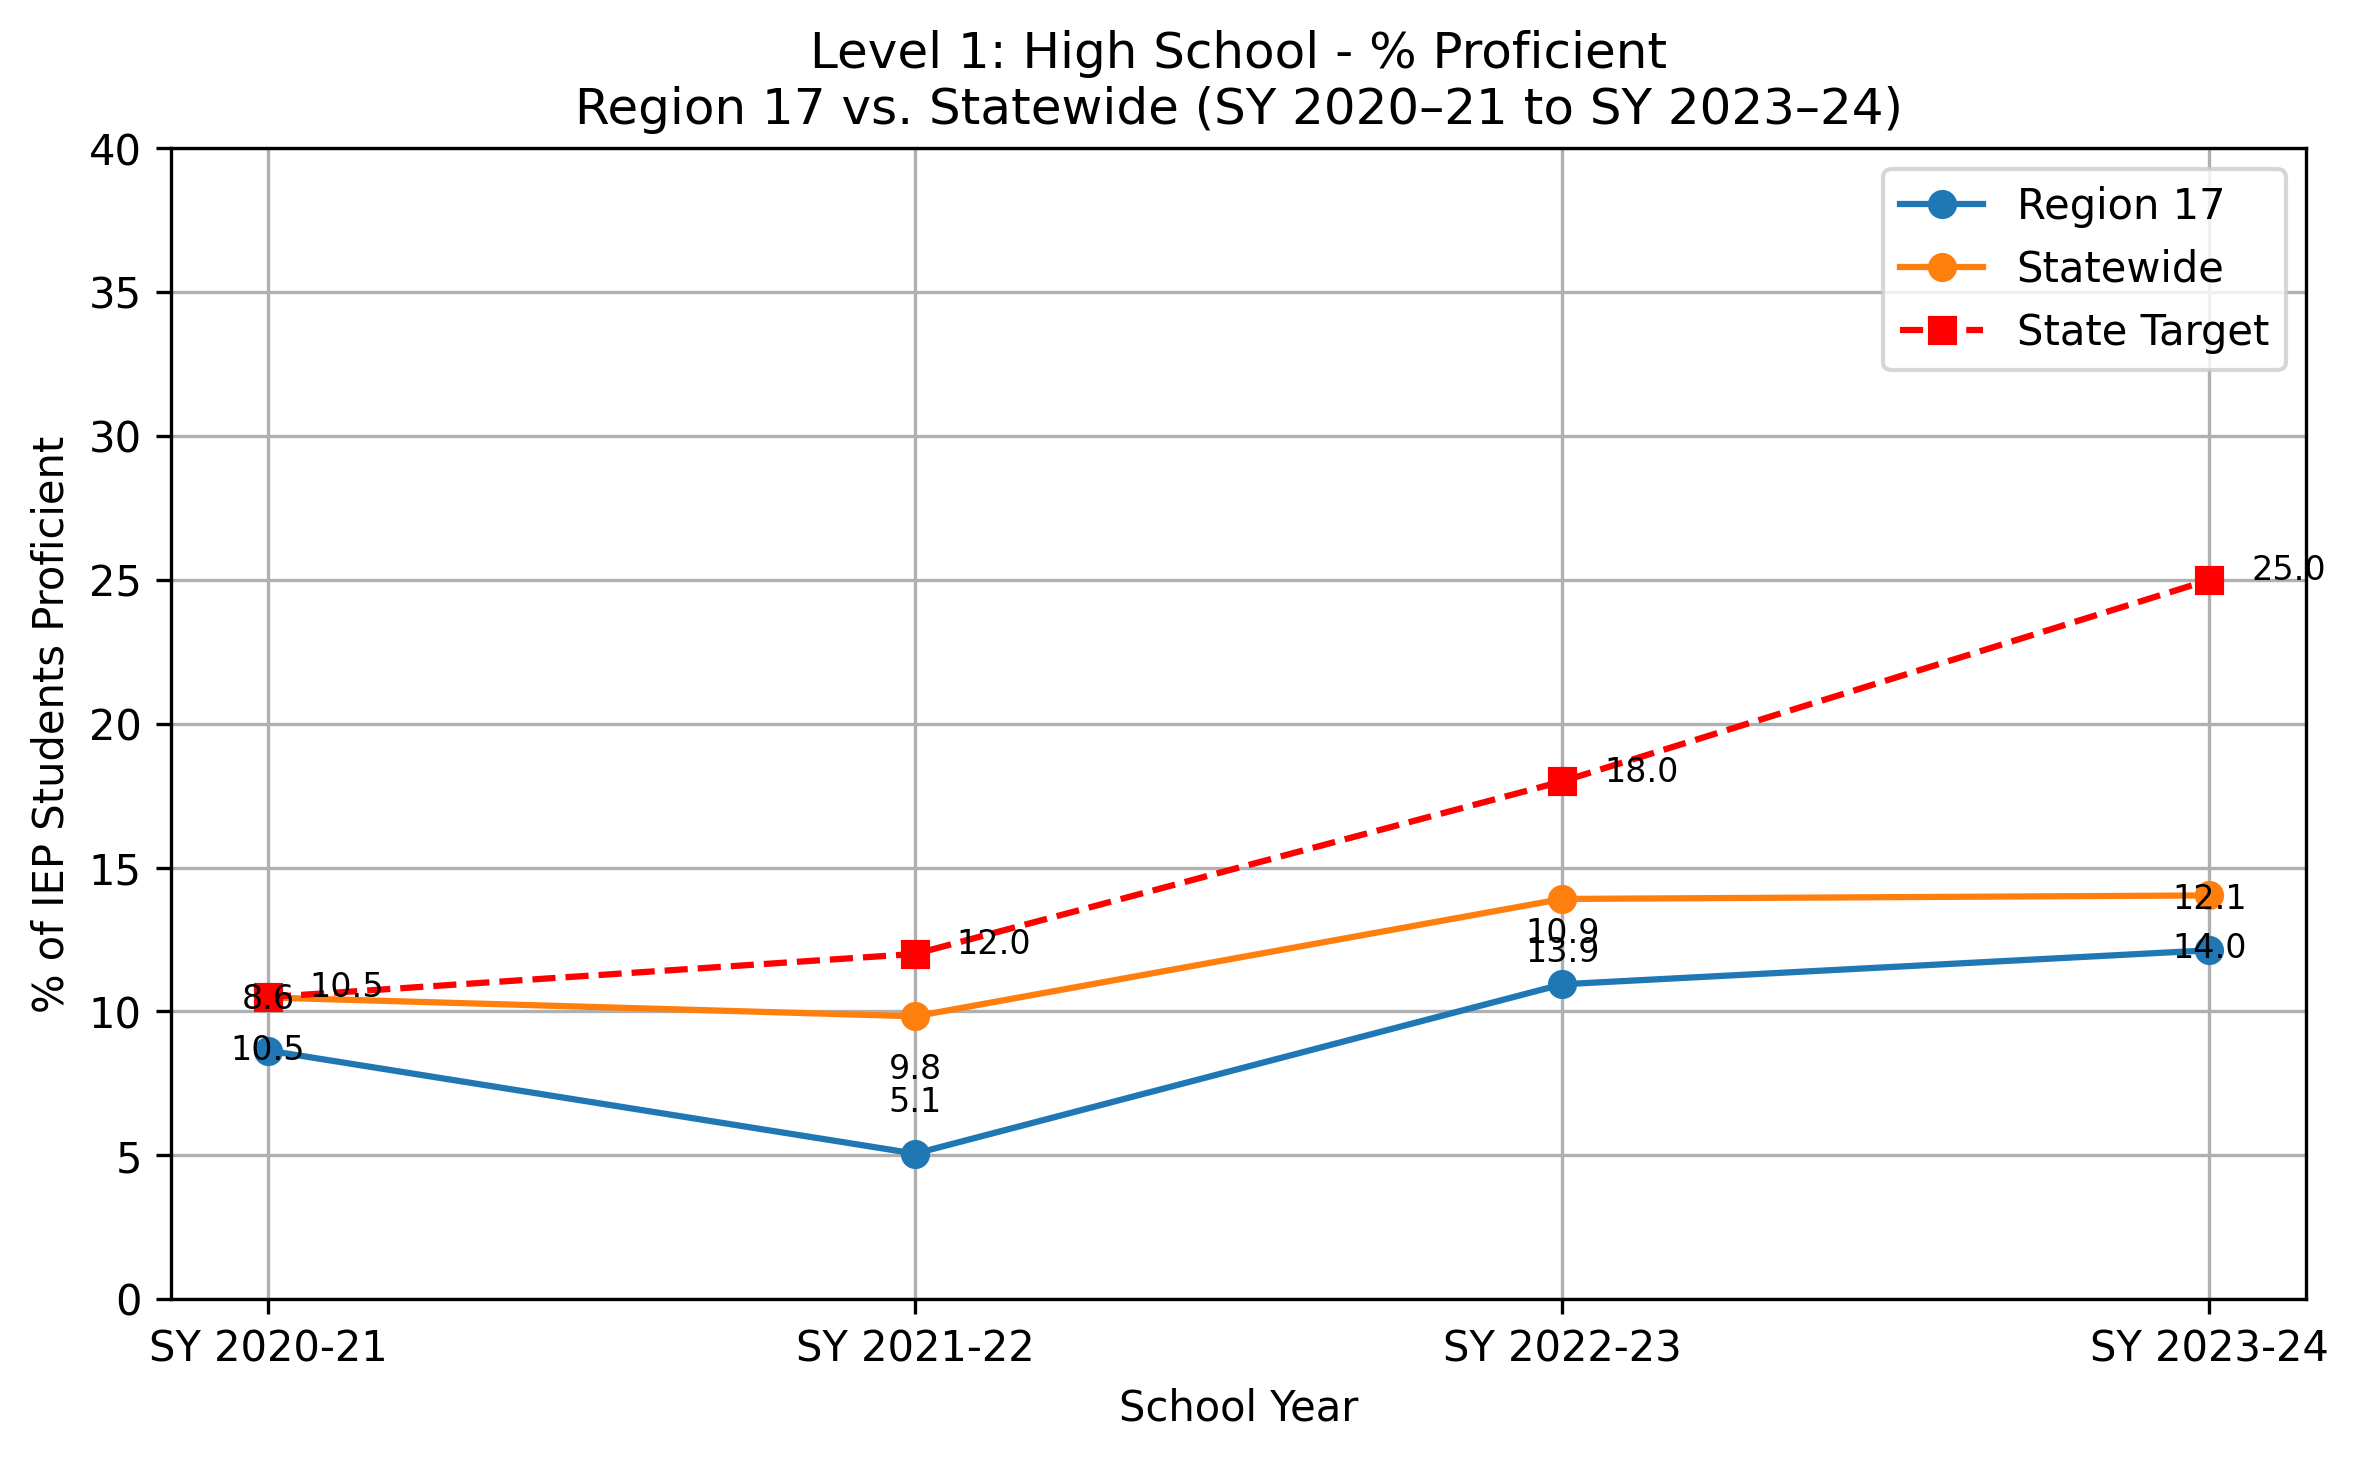 Level 1: High School - % Proficient
Region 17 vs. Statewide (SY 2020–21 to SY 2023–24)
40
35
30
25
20
15
10
5
0
% of IEP Students Proficient
Region 17
Statewide
State Target
25.0
18.0
12.0
10.5
8.6
10.5
9.8
5.1
10.9
13.9
12.1
14.0
SY 2020-21
SY 2021-22
SY 2022-23
SY 2023-24
School Year